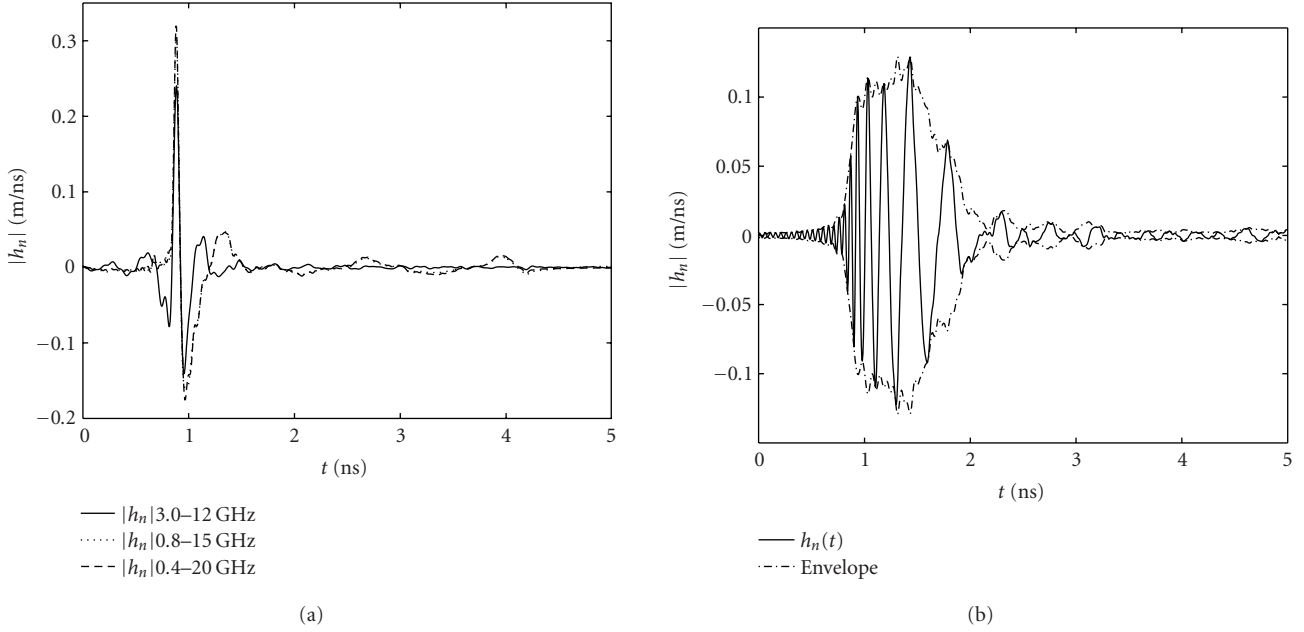 0.3
0.2
0.1
0
−0.1
−0.2
|hₙ| (m/ns)
0 1 2 3 4 5
t (ns)
|hₙ|3.0–12 GHz
|hₙ|0.8–15 GHz
|hₙ|0.4–20 GHz
(a)
0.1
0.05
0
−0.05
−0.1
|hₙ| (m/ns)
0 1 2 3 4 5
t (ns)
hₙ(t)
Envelope
(b)